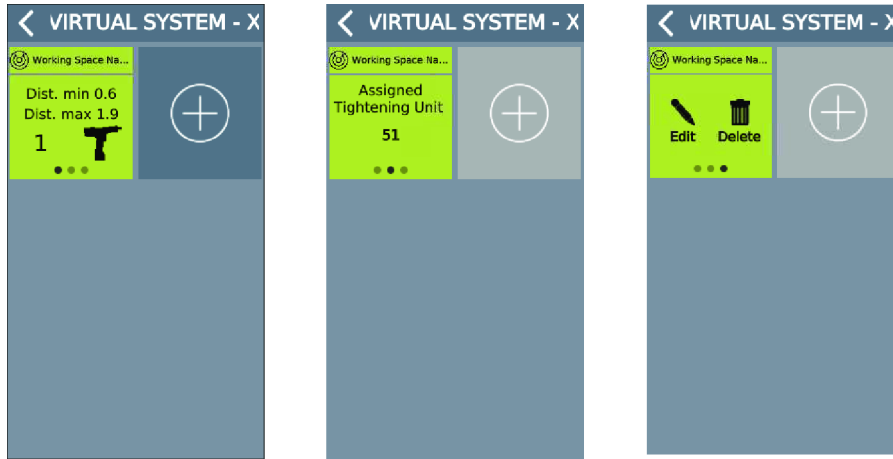 VIRTUAL SYSTEM - X
Working Space Na...
Dist. min 0.6
Dist. max 1.9
1
VIRTUAL SYSTEM - X
Working Space Na...
Assigned
Tightening Unit
51
VIRTUAL SYSTEM - X
Working Space Na...
Edit Delete